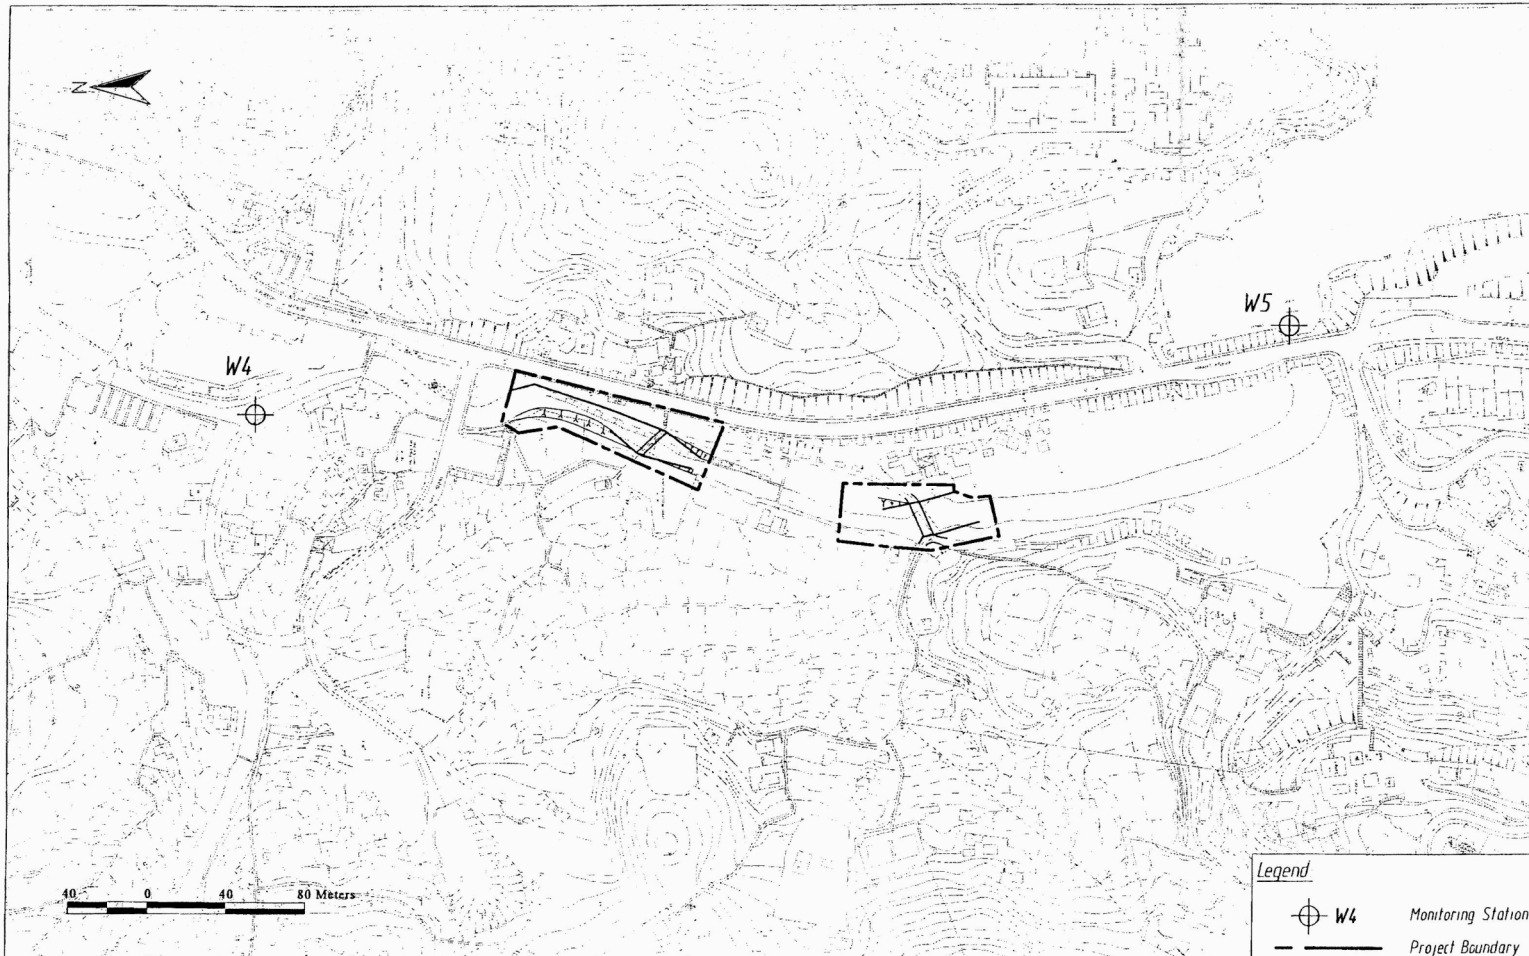 N
W5
W4
40 0 40 80 Meters
Legend
W4 Monitoring Station
Project Boundary